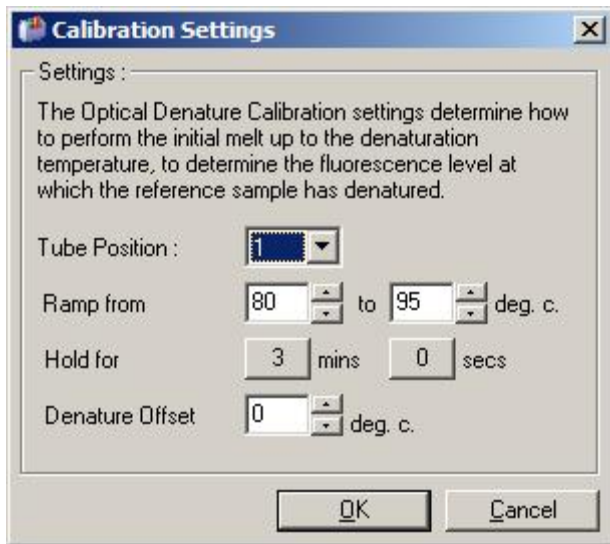 Calibration Settings
Settings :
The Optical Denature Calibration settings determine how
to perform the initial melt up to the denaturation
temperature, to determine the fluorescence level at
which the reference sample has denatured.
Tube Position : 1
Ramp from 80 to 95 deg. c.
Hold for 3 mins 0 secs
Denature Offset 0 deg. c.
OK Cancel